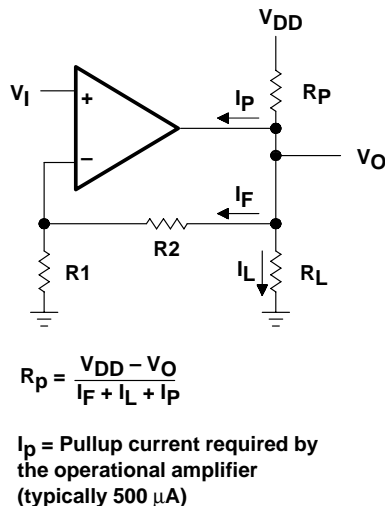 VDD
VI
+
IP
RP
VO
−
IF
R2
R1
IL
RL
Rp = VDD – VO
IF + IL + IP
Ip = Pullup current required by
the operational amplifier
(typically 500 µA)